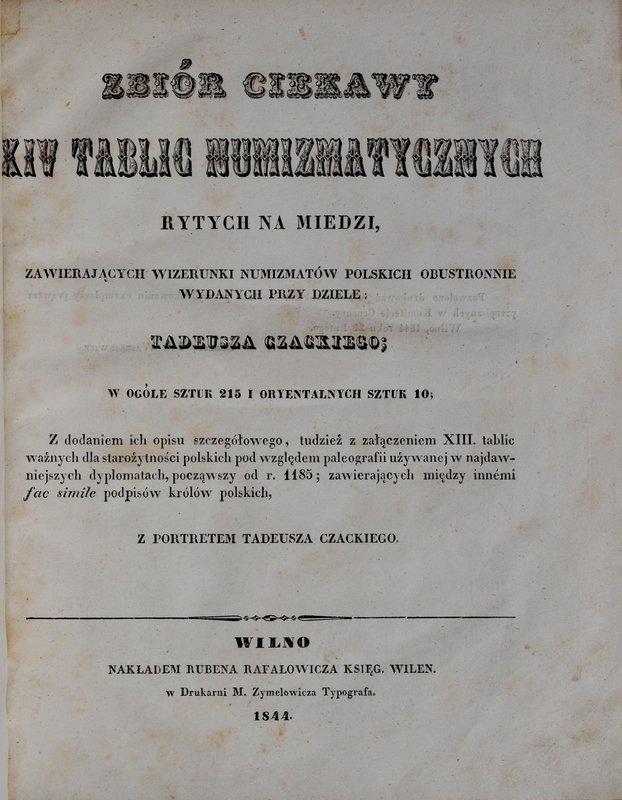 ZBIÓR CIEKAWY
XIV TABLIC NUMIZMATYCZNYCH
RYTYCH NA MIEDZI,
ZAWIERAJĄCYCH WIZERUNKI NUMIZMATÓW POLSKICH OBUSTRONNIE
WYDANYCH PRZY DZIELE:
TADEUSZA CZACKIEGO;
W OGÓLE SZTUK 215 I ORYENTALNYCH SZTUK 10;
Z dodaniem ich opisu szczegółowego, tudzież z załączeniem XIII. tablic
ważnych dla starożytności polskich pod względem paleografii używanej w najdaw-
niejszych dyplomatach, począwszy od r. 1185; zawierających między innémi
fac simile podpisów królów polskich,
Z PORTRETEM TADEUSZA CZACKIEGO.
WILNO
NAKŁADEM RUBENA RAFAŁOWICZA KSIĘG. WILEN.
w Drukarni M. Zymelowicza Typografa.
1844.